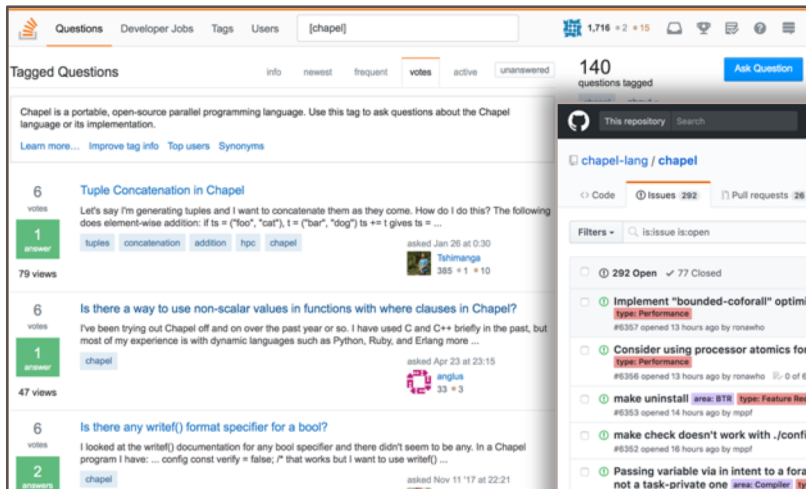 Questions Developer Jobs Tags Users [chapel] 1,716 2 15
Tagged Questions info newest frequent votes active unanswered
140
questions tagged
Ask Question
Chapel is a portable, open-source parallel programming language. Use this tag to ask questions about the Chapel
language or its implementation.
Learn more... Improve tag info Top users Synonyms
6
votes
1
answer
79 views
Tuple Concatenation in Chapel
Let's say I'm generating tuples and I want to concatenate them as they come. How do I do this? The following
does element-wise addition: if ts = ("foo", "cat"), t = ("bar", "dog") ts += t gives ts = ...
tuples concatenation addition hpc chapel
asked Jan 26 at 0:30
Tshimanga
385 1 10
6
votes
1
answer
47 views
Is there a way to use non-scalar values in functions with where clauses in Chapel?
I've been trying out Chapel off and on over the past year or so. I have used C and C++ briefly in the past, but
most of my experience is with dynamic languages such as Python, Ruby, and Erlang more ...
chapel
asked Apr 23 at 23:15
angus
33 3
6
votes
2
answers
Is there any writef() format specifier for a bool?
I looked at the writef() documentation for any bool specifier and there didn't seem to be any. In a Chapel
program I have: ... config const verify = false; /* that works but I want to use writef() ...
chapel
asked Nov 11 '17 at 22:21
This repository Search
chapel-lang / chapel
Code Issues 292 Pull requests 26
Filters is:issue is:open
292 Open 77 Closed
Implement "bounded-coforall" optimi
type: Performance
#6357 opened 13 hours ago by ronawho
Consider using processor atomics for
type: Performance
#6356 opened 13 hours ago by ronawho 0 of 6
make uninstall area: BTR type: Feature Rec
#6353 opened 14 hours ago by mppf
make check doesn't work with ./confi
#6352 opened 16 hours ago by mppf
Passing variable via in intent to a fora
not a task-private one area: Compiler